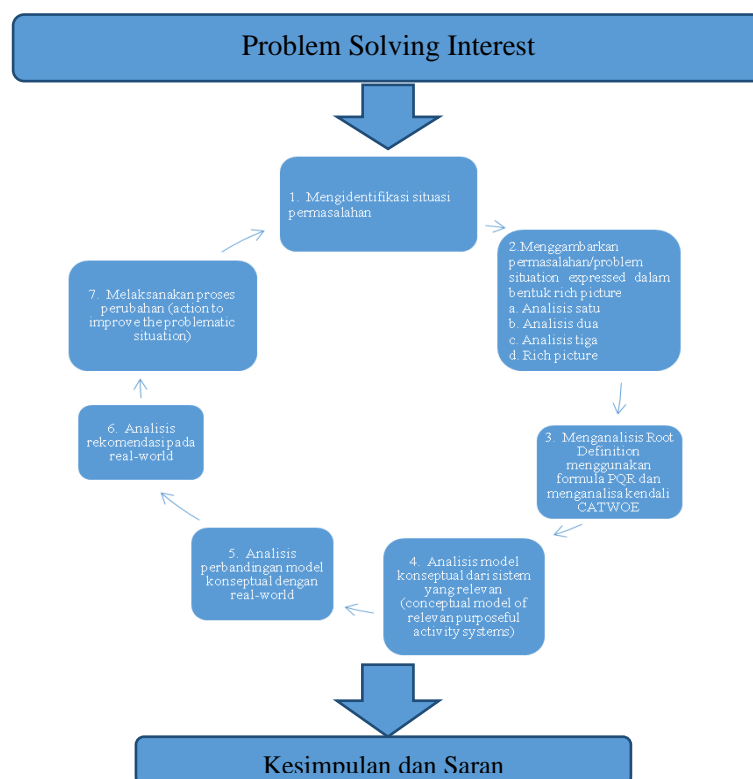 Problem Solving Interest
1. Mengidentifikasi situasi
permasalahan
2.Menggambarkan
permasalahan/problem
situation expressed dalam
bentuk rich picture
a. Analisis satu
b. Analisis dua
c. Analisis tiga
d. Rich picture
3. Menganalisis Root
Definition
menggunakan
formula PQR dan
menganalisa kendali
CATWOE
4. Analisis model
konseptual dari sistem
yang relevan
(conceptual model of
relevan purposeful
activity systems)
5. Analisis
perbandingan model
konseptual dengan
real-world
6. Analisis
rekomendasi pada
real-world
7. Melaksanakan proses
perubahan (action to
improve the problematic
situation)
Kesimpulan dan Saran